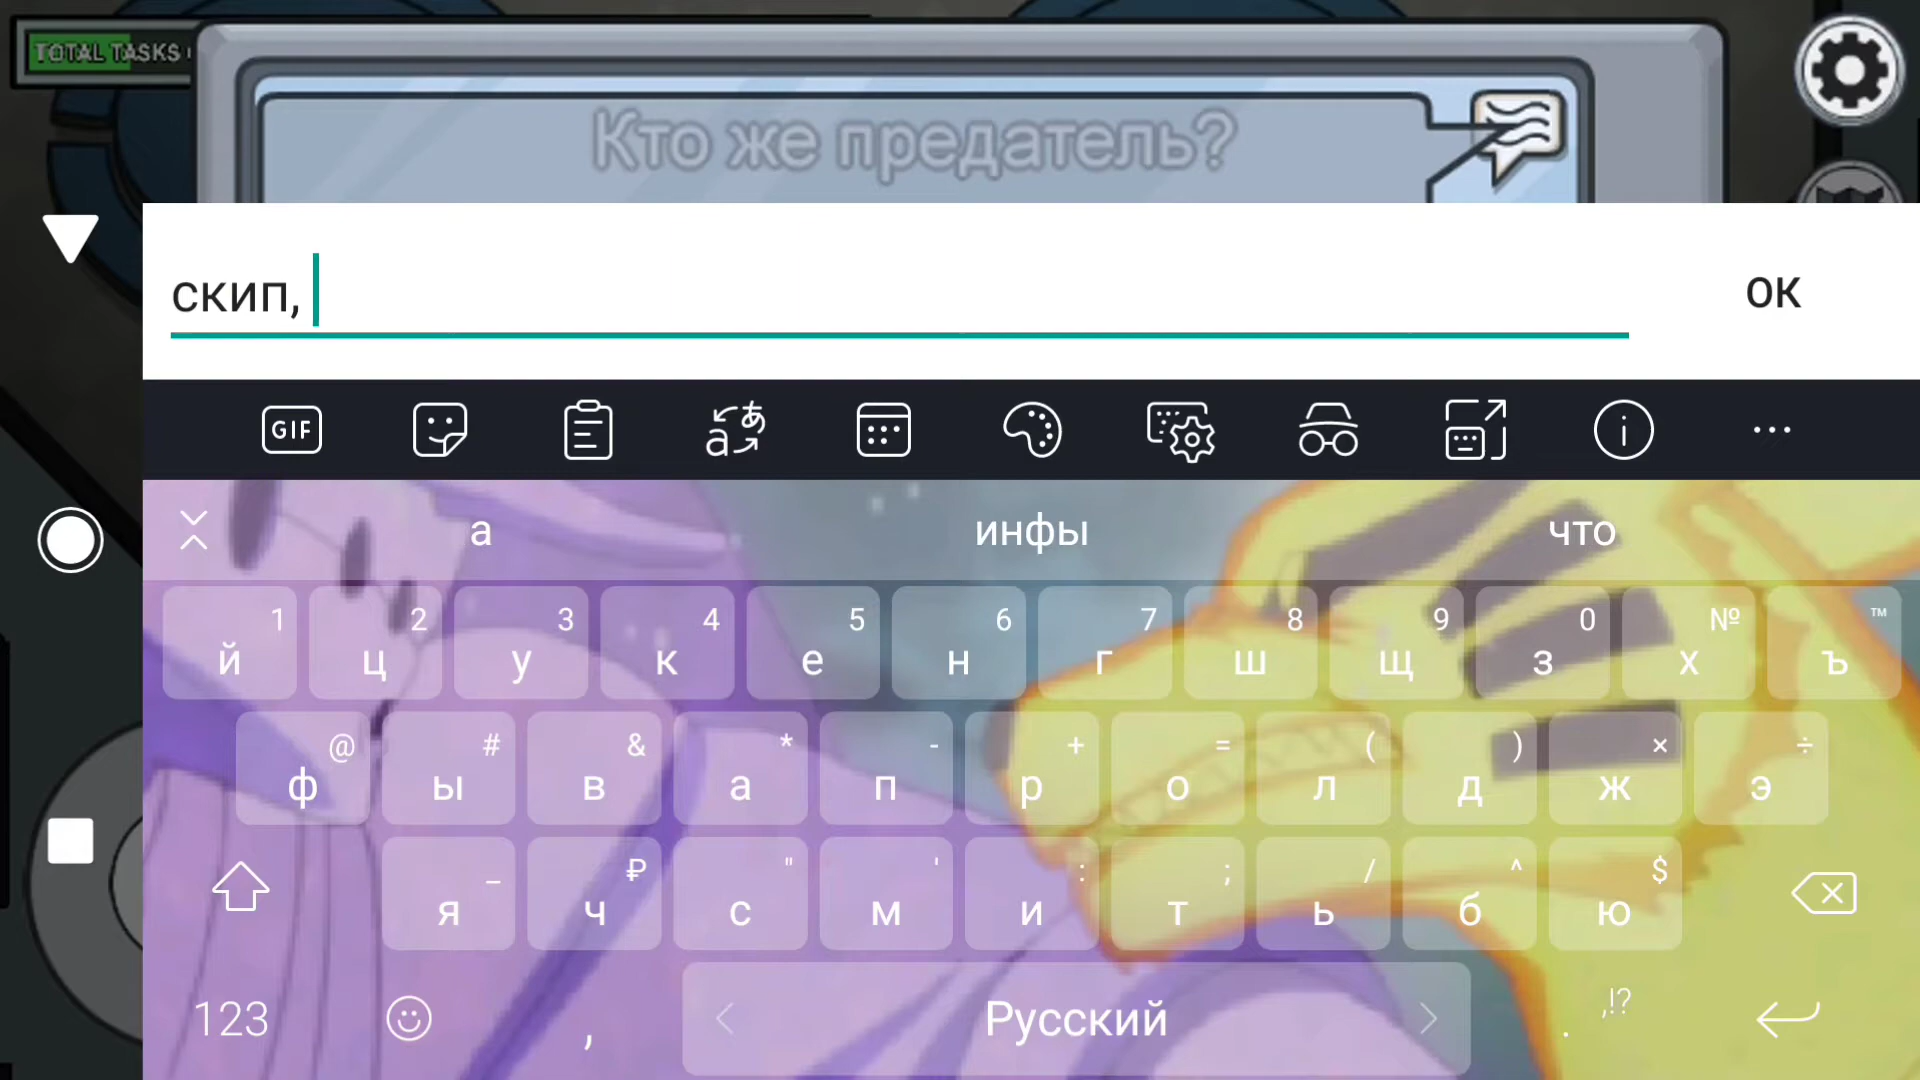 TOTAL TASKS
Кто же предатель?
скип,
ОК
GIF
a あ
а инфы что
1 2 3 4 5 6 7 8 9 0 № ™
й ц у к е н г ш щ з х ъ
@ # & * - + = ( ) × ÷
ф ы в а п р о л д ж э
_ ₽ " ' : ; / ^ $
я ч с м и т ь б ю
123 , < Русский > . ,!?